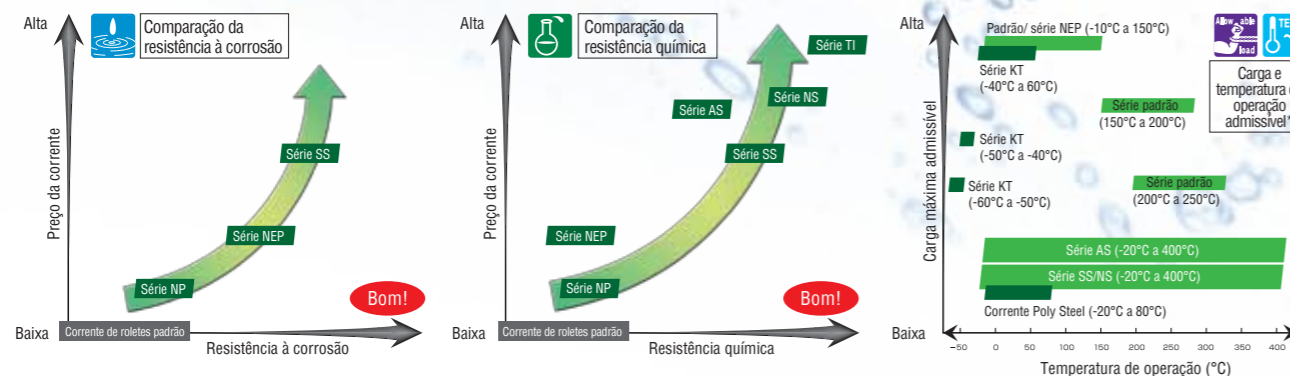 Alta
Comparação da
resistência à corrosão
Preço da corrente
Série SS
Série NEP
Série NP
Bom!
Baixa
Corrente de roletes padrão
Resistência à corrosão
Alta
Comparação da
resistência química
Preço da corrente
Série TI
Série NS
Série AS
Série SS
Série NEP
Série NP
Bom!
Baixa
Corrente de roletes padrão
Resistência química
Alta
Padrão/ série NEP (-10°C a 150°C)
Allow able
load
Série KT
(-40°C a 60°C)
Carga e
temperatura
operação
admissível*
Série padrão
(150°C a 200°C)
Série KT
(-50°C a -40°C)
Série KT
(-60°C a -50°C)
Série padrão
(200°C a 250°C)
Carga máxima admissível
Série AS (-20°C a 400°C)
Série SS/NS (-20°C a 400°C)
Corrente Poly Steel (-20°C a 80°C)
Baixa
-50 0 50 100 150 200 250 300 350 400
Temperatura de operação (°C)